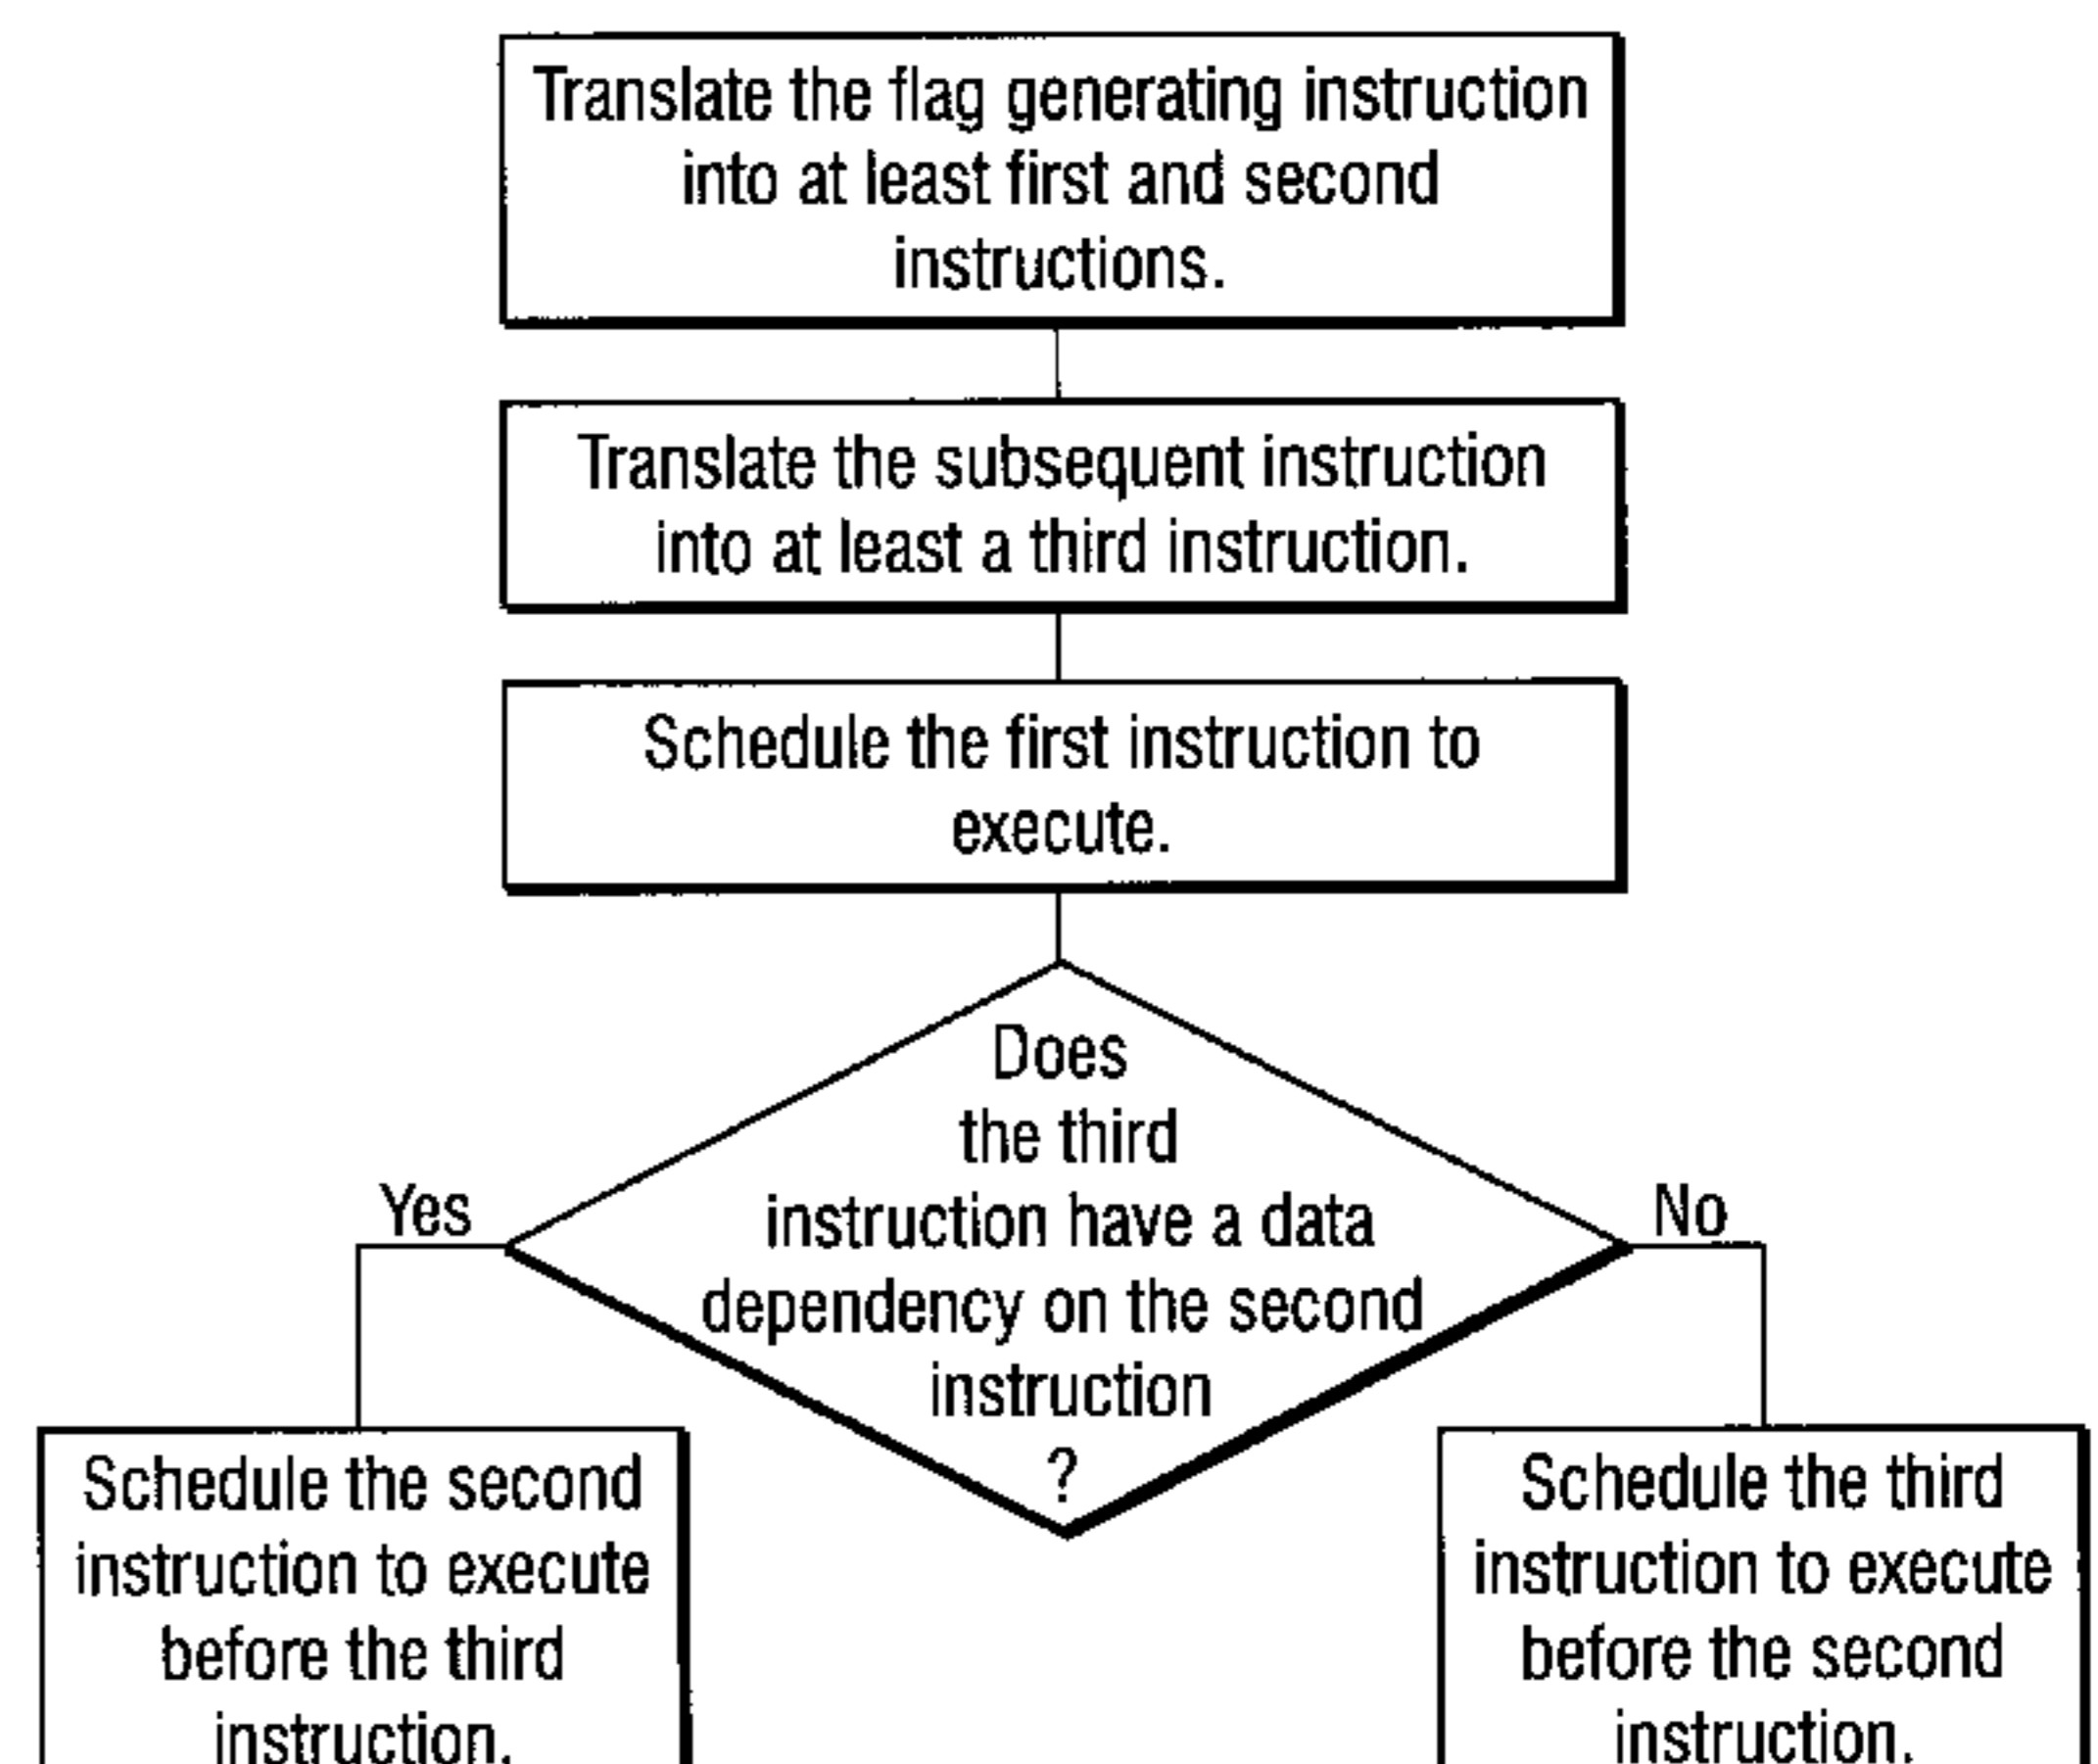 Translate the flag generating instruction
into at least first and second
instructions.
Translate the subsequent instruction
into at least a third instruction.
Schedule the first instruction to
execute.
Does
the third
instruction have a data
dependency on the second
instruction
?
Yes
No
Schedule the second
instruction to execute
before the third
instruction.
Schedule the third
instruction to execute
before the second
instruction.